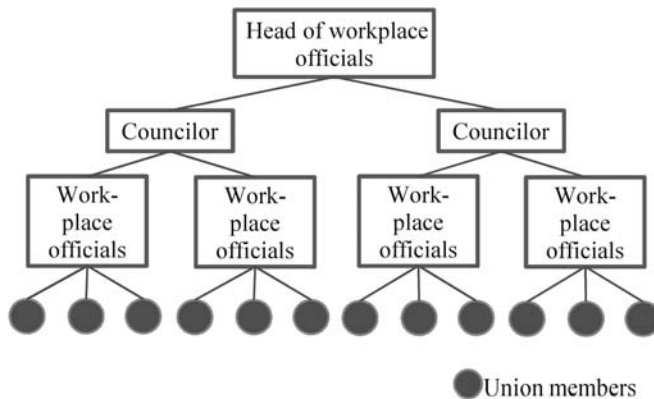 Head of workplace
officials
Councilor
Councilor
Work-
place
officials
Work-
place
officials
Work-
place
officials
Work-
place
officials
Union members